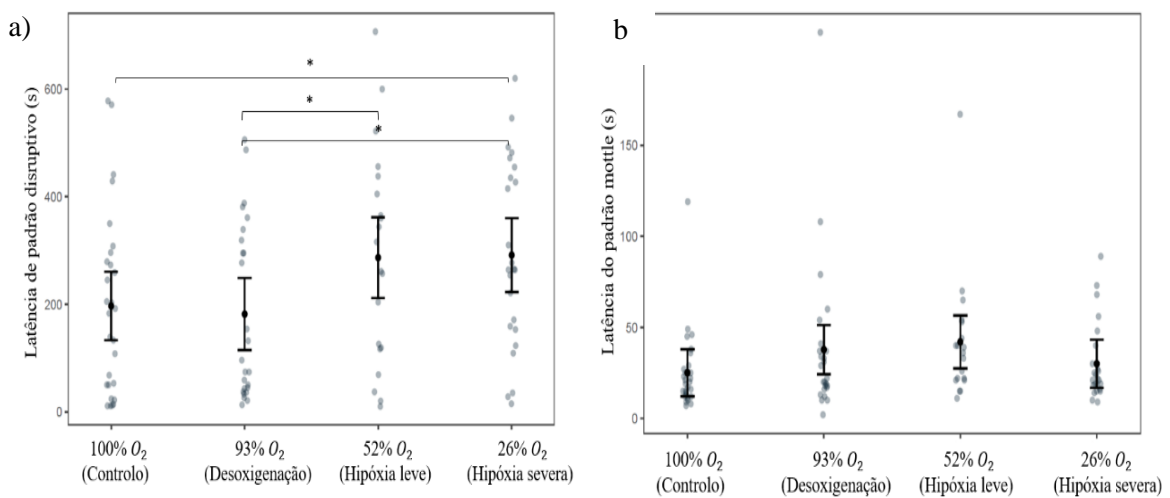 a)
Latência de padrão disruptivo (s)
600
400
200
0
*
*
*
100% O₂
(Controlo)
93% O₂
(Desoxigenação)
52% O₂
(Hipóxia leve)
26% O₂
(Hipóxia severa)
b
Latência do padrão mottle (s)
150
100
50
0
100% O₂
(Controlo)
93% O₂
(Desoxigenação)
52% O₂
(Hipóxia leve)
26% O₂
(Hipóxia severa)